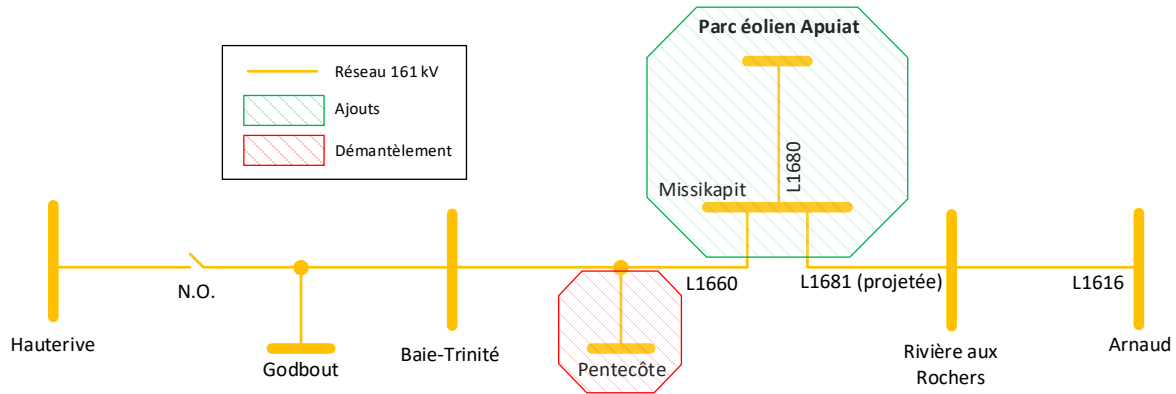 Parc éolien Apuiat
Réseau 161 kV
Ajouts
Démantèlement
L1680
Missikapit
N.O.
L1660
L1681 (projetée)
L1616
Hauterive
Godbout
Baie-Trinité
Pentecôte
Rivière aux
Rochers
Arnaud